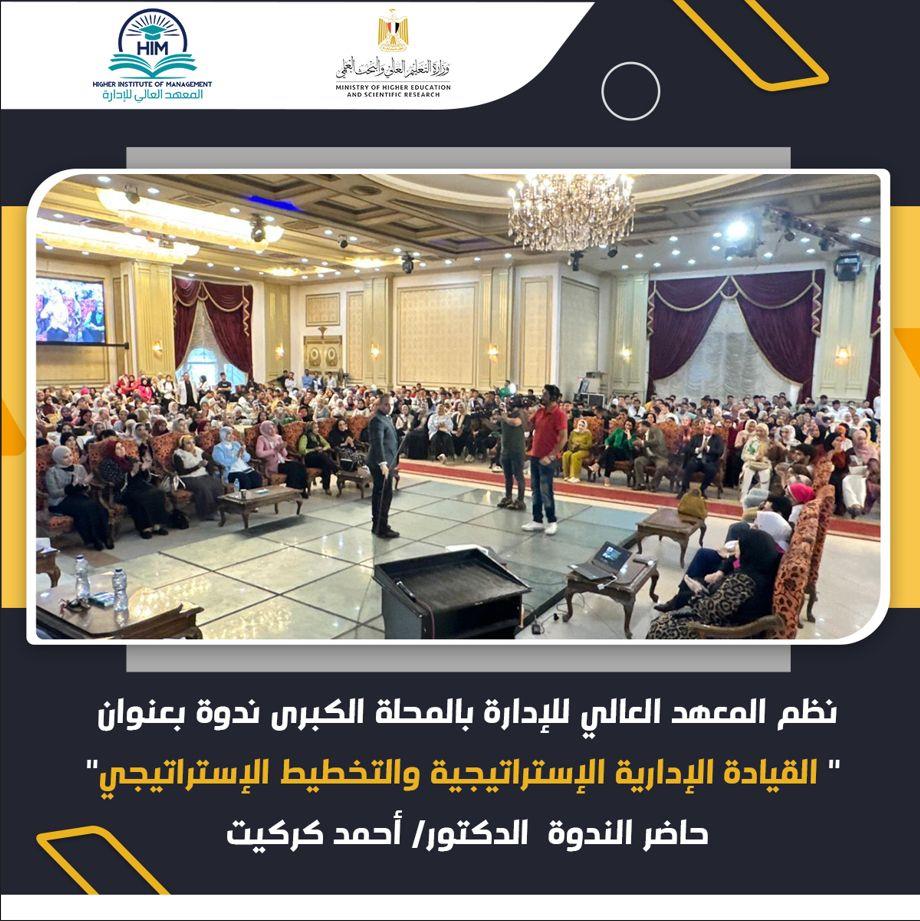 HIM
HIGHER INSTITUTE OF MANAGEMENT
المعهد العالي للإدارة
وزارة التعليم العالي والبحث العلمي
MINISTRY OF HIGHER EDUCATION
AND SCIENTIFIC RESEARCH
نظم المعهد العالي للإدارة بالمحلة الكبرى ندوة بعنوان
" القيادة الإدارية الإستراتيجية والتخطيط الإستراتيجي"
حاضر الندوة الدكتور/ أحمد كركيت